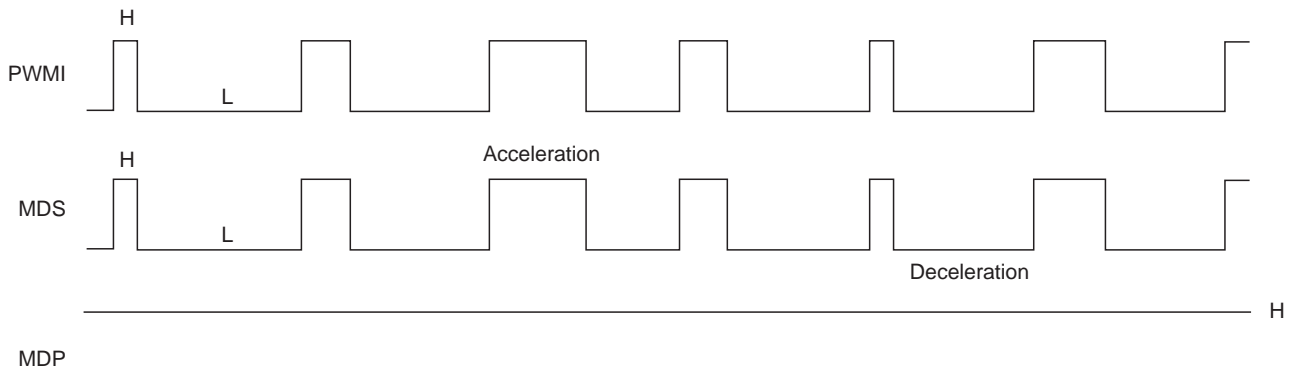 H
PWMI
L
Acceleration
H
MDS
L
Deceleration
H
MDP